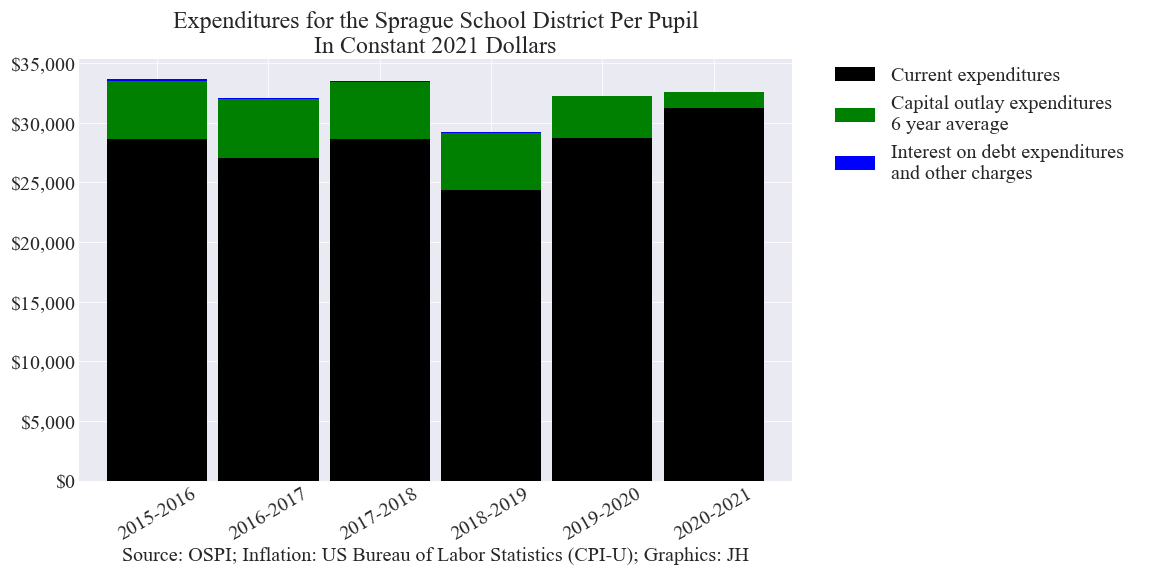 Expenditures for the Sprague School District Per Pupil
In Constant 2021 Dollars
$35,000
$30,000
$25,000
$20,000
$15,000
$10,000
$5,000
$0
2015-2016
2016-2017
2017-2018
2018-2019
2019-2020
2020-2021
Source: OSPI; Inflation: US Bureau of Labor Statistics (CPI-U); Graphics: JH
Current expenditures
Capital outlay expenditures
6 year average
Interest on debt expenditures
and other charges